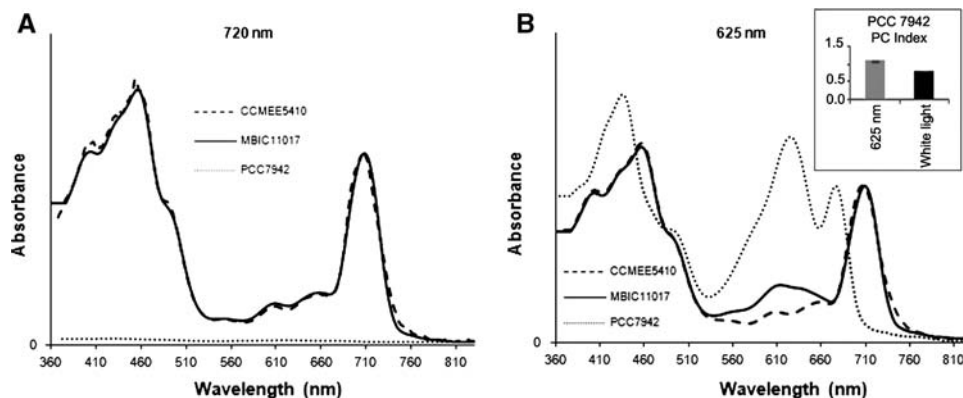 A
720 nm
Absorbance
CCMEE5410
MBIC11017
PCC7942
0
360 410 460 510 560 610 660 710 760 810
Wavelength (nm)
B
625 nm
Absorbance
CCMEE5410
MBIC11017
PCC7942
0
360 410 460 510 560 610 660 710 760 810
Wavelength (nm)
PCC 7942
PC Index
1.5
0.5
0.0
625 nm
White light